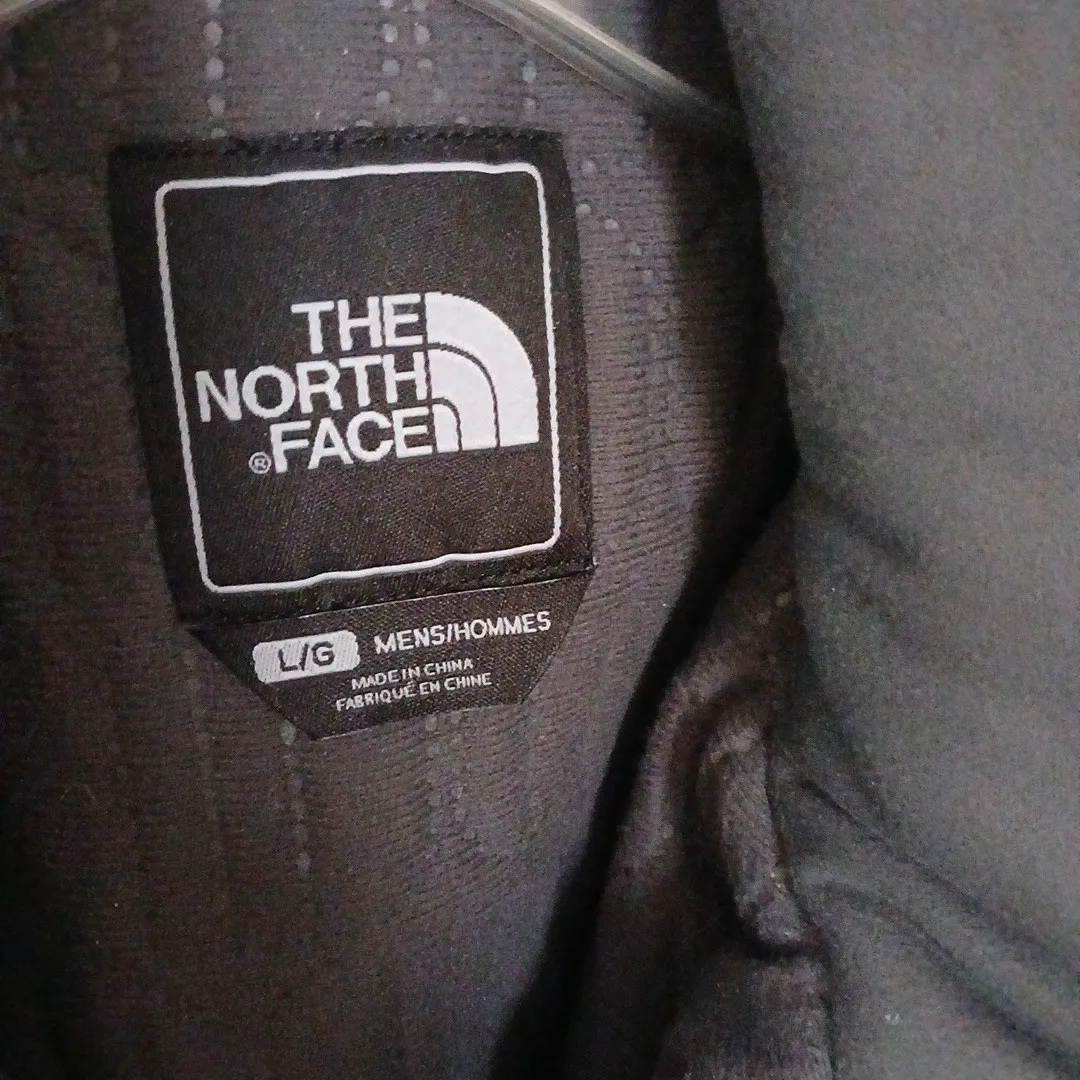 THE
NORTH
®FACE
L/G MENS/HOMMES
MADE IN CHINA
FABRIQUÉ EN CHINE